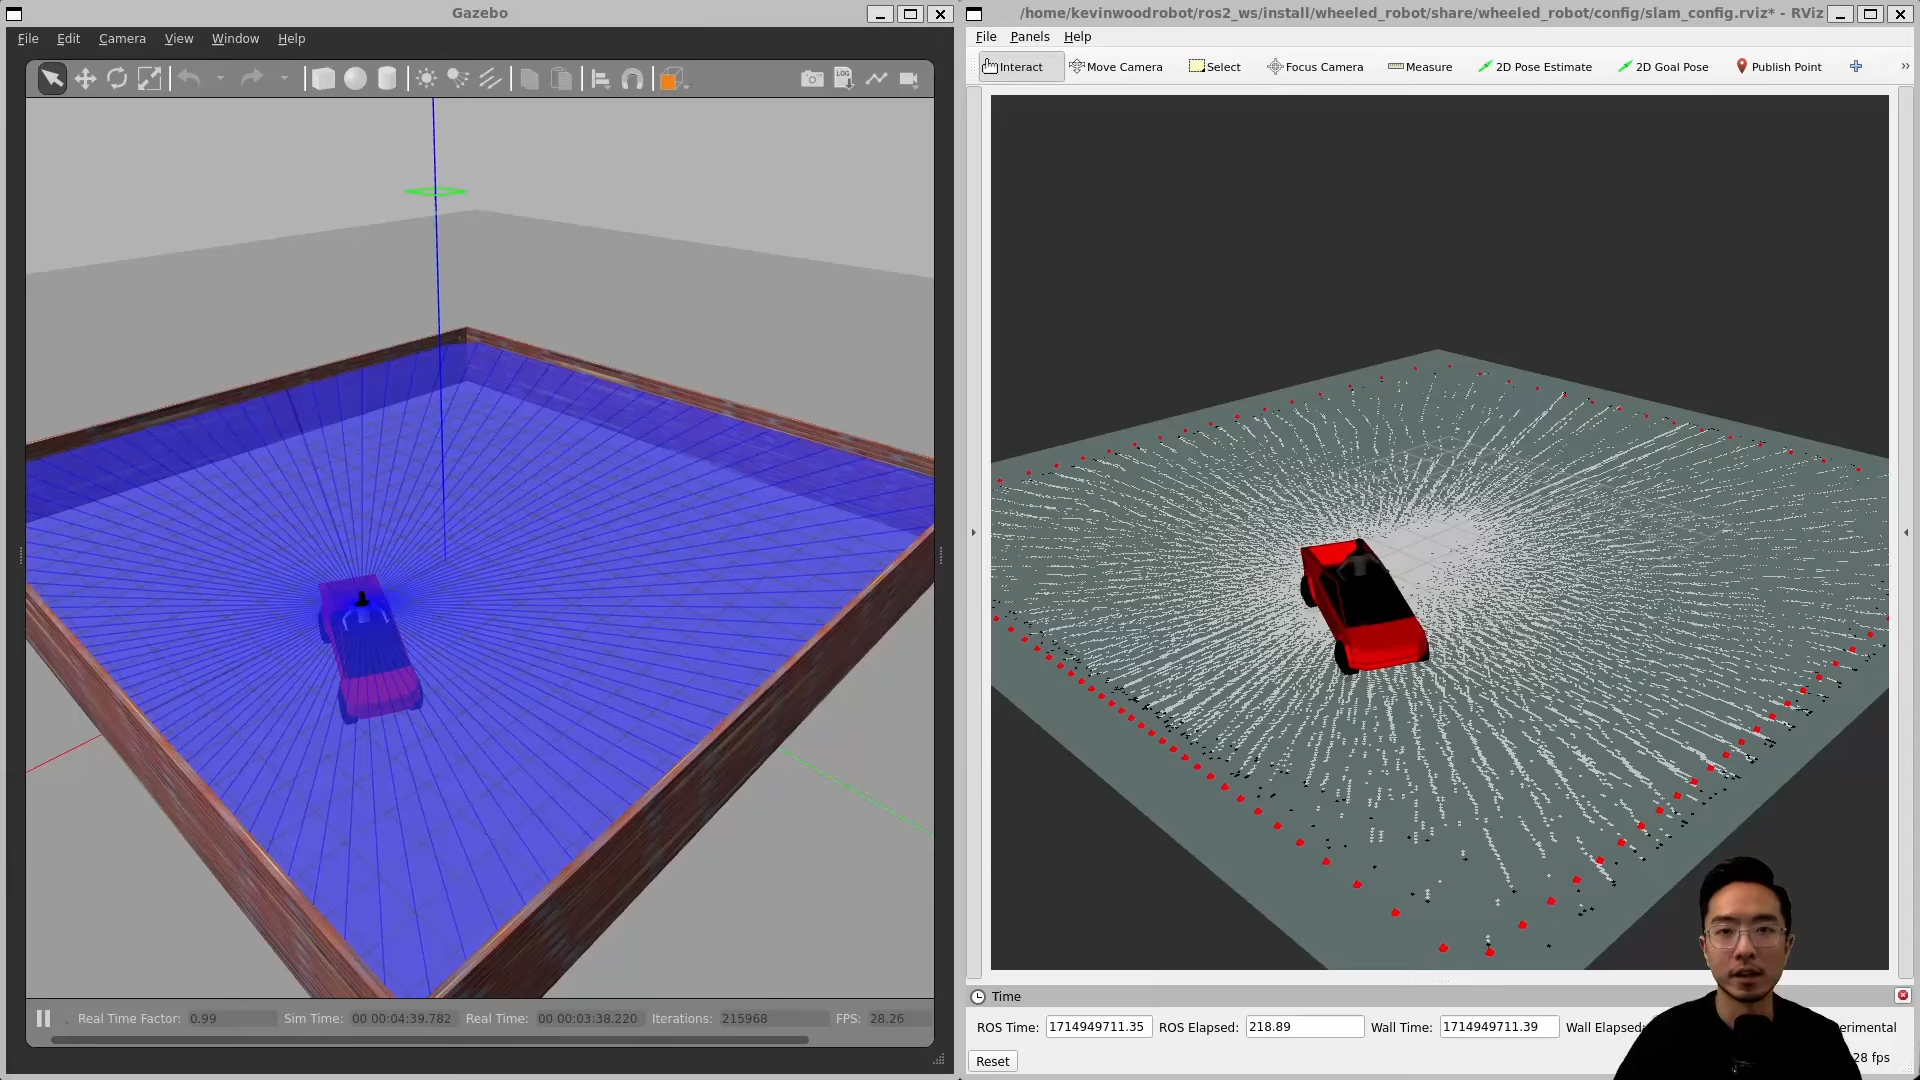 Gazebo
File Edit Camera View Window Help
LOG
Real Time Factor: 0.99 Sim Time: 00 00:04:39.782 Real Time: 00 00:03:38.220 Iterations: 215968 FPS: 28.26
/home/kevinwoodrobot/ros2_ws/install/wheeled_robot/share/wheeled_robot/config/slam_config.rviz* - RViz
File Panels Help
Interact Move Camera Select Focus Camera Measure 2D Pose Estimate 2D Goal Pose Publish Point
Time
ROS Time: 1714949711.35 ROS Elapsed: 218.89 Wall Time: 1714949711.39 Wall Elapsed: erimental
Reset 28 fps